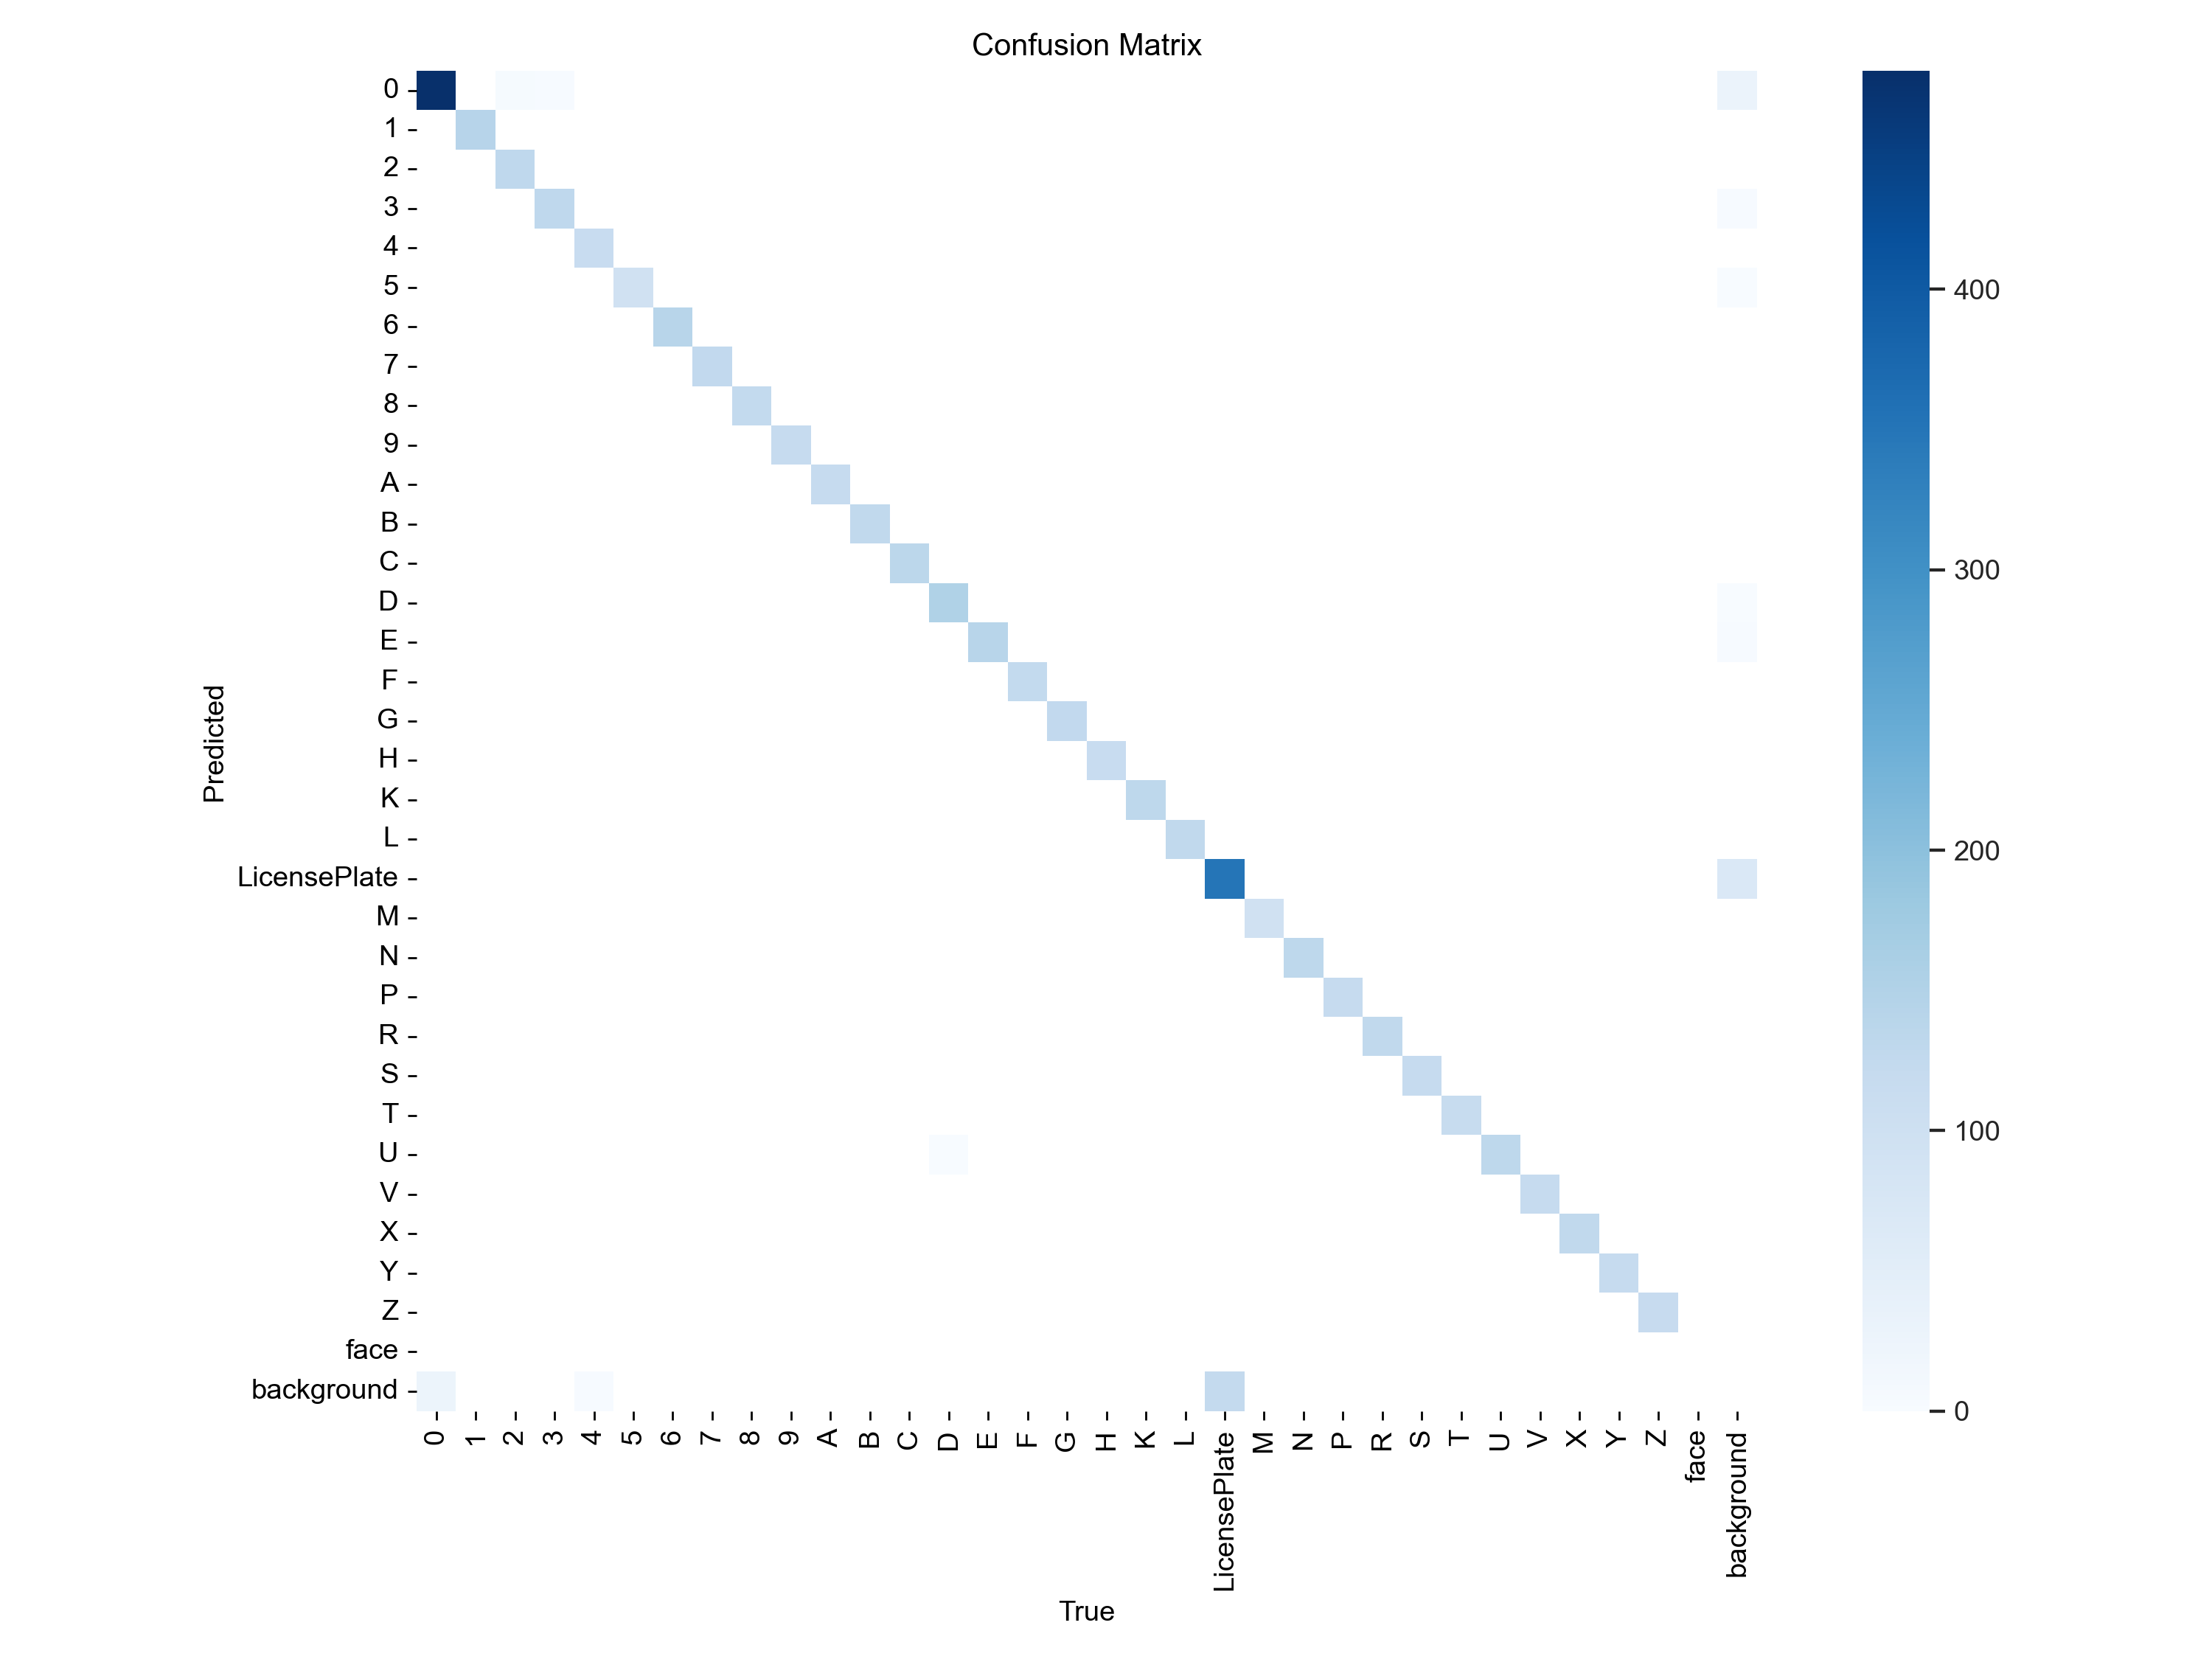 Confusion Matrix
0
1
2
3
4
5
6
7
8
9
A
B
C
D
E
F
G
H
K
L
LicensePlate
M
N
P
R
S
T
U
V
X
Y
Z
face
background
Predicted
0 1 2 3 4 5 6 7 8 9 A B C D E F G H K L LicensePlate M N P R S T U V X Y Z face background
True
400
300
200
100
0